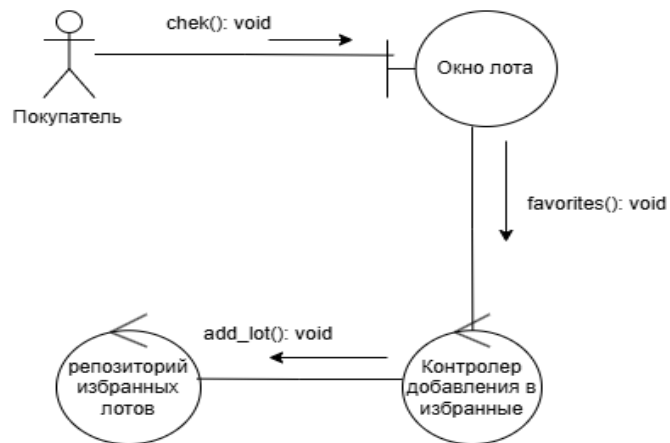 chek(): void
Окно лота
Покупатель
favorites(): void
add_lot(): void
репозиторий
избранных
лотов
Контролер
добавления в
избранные